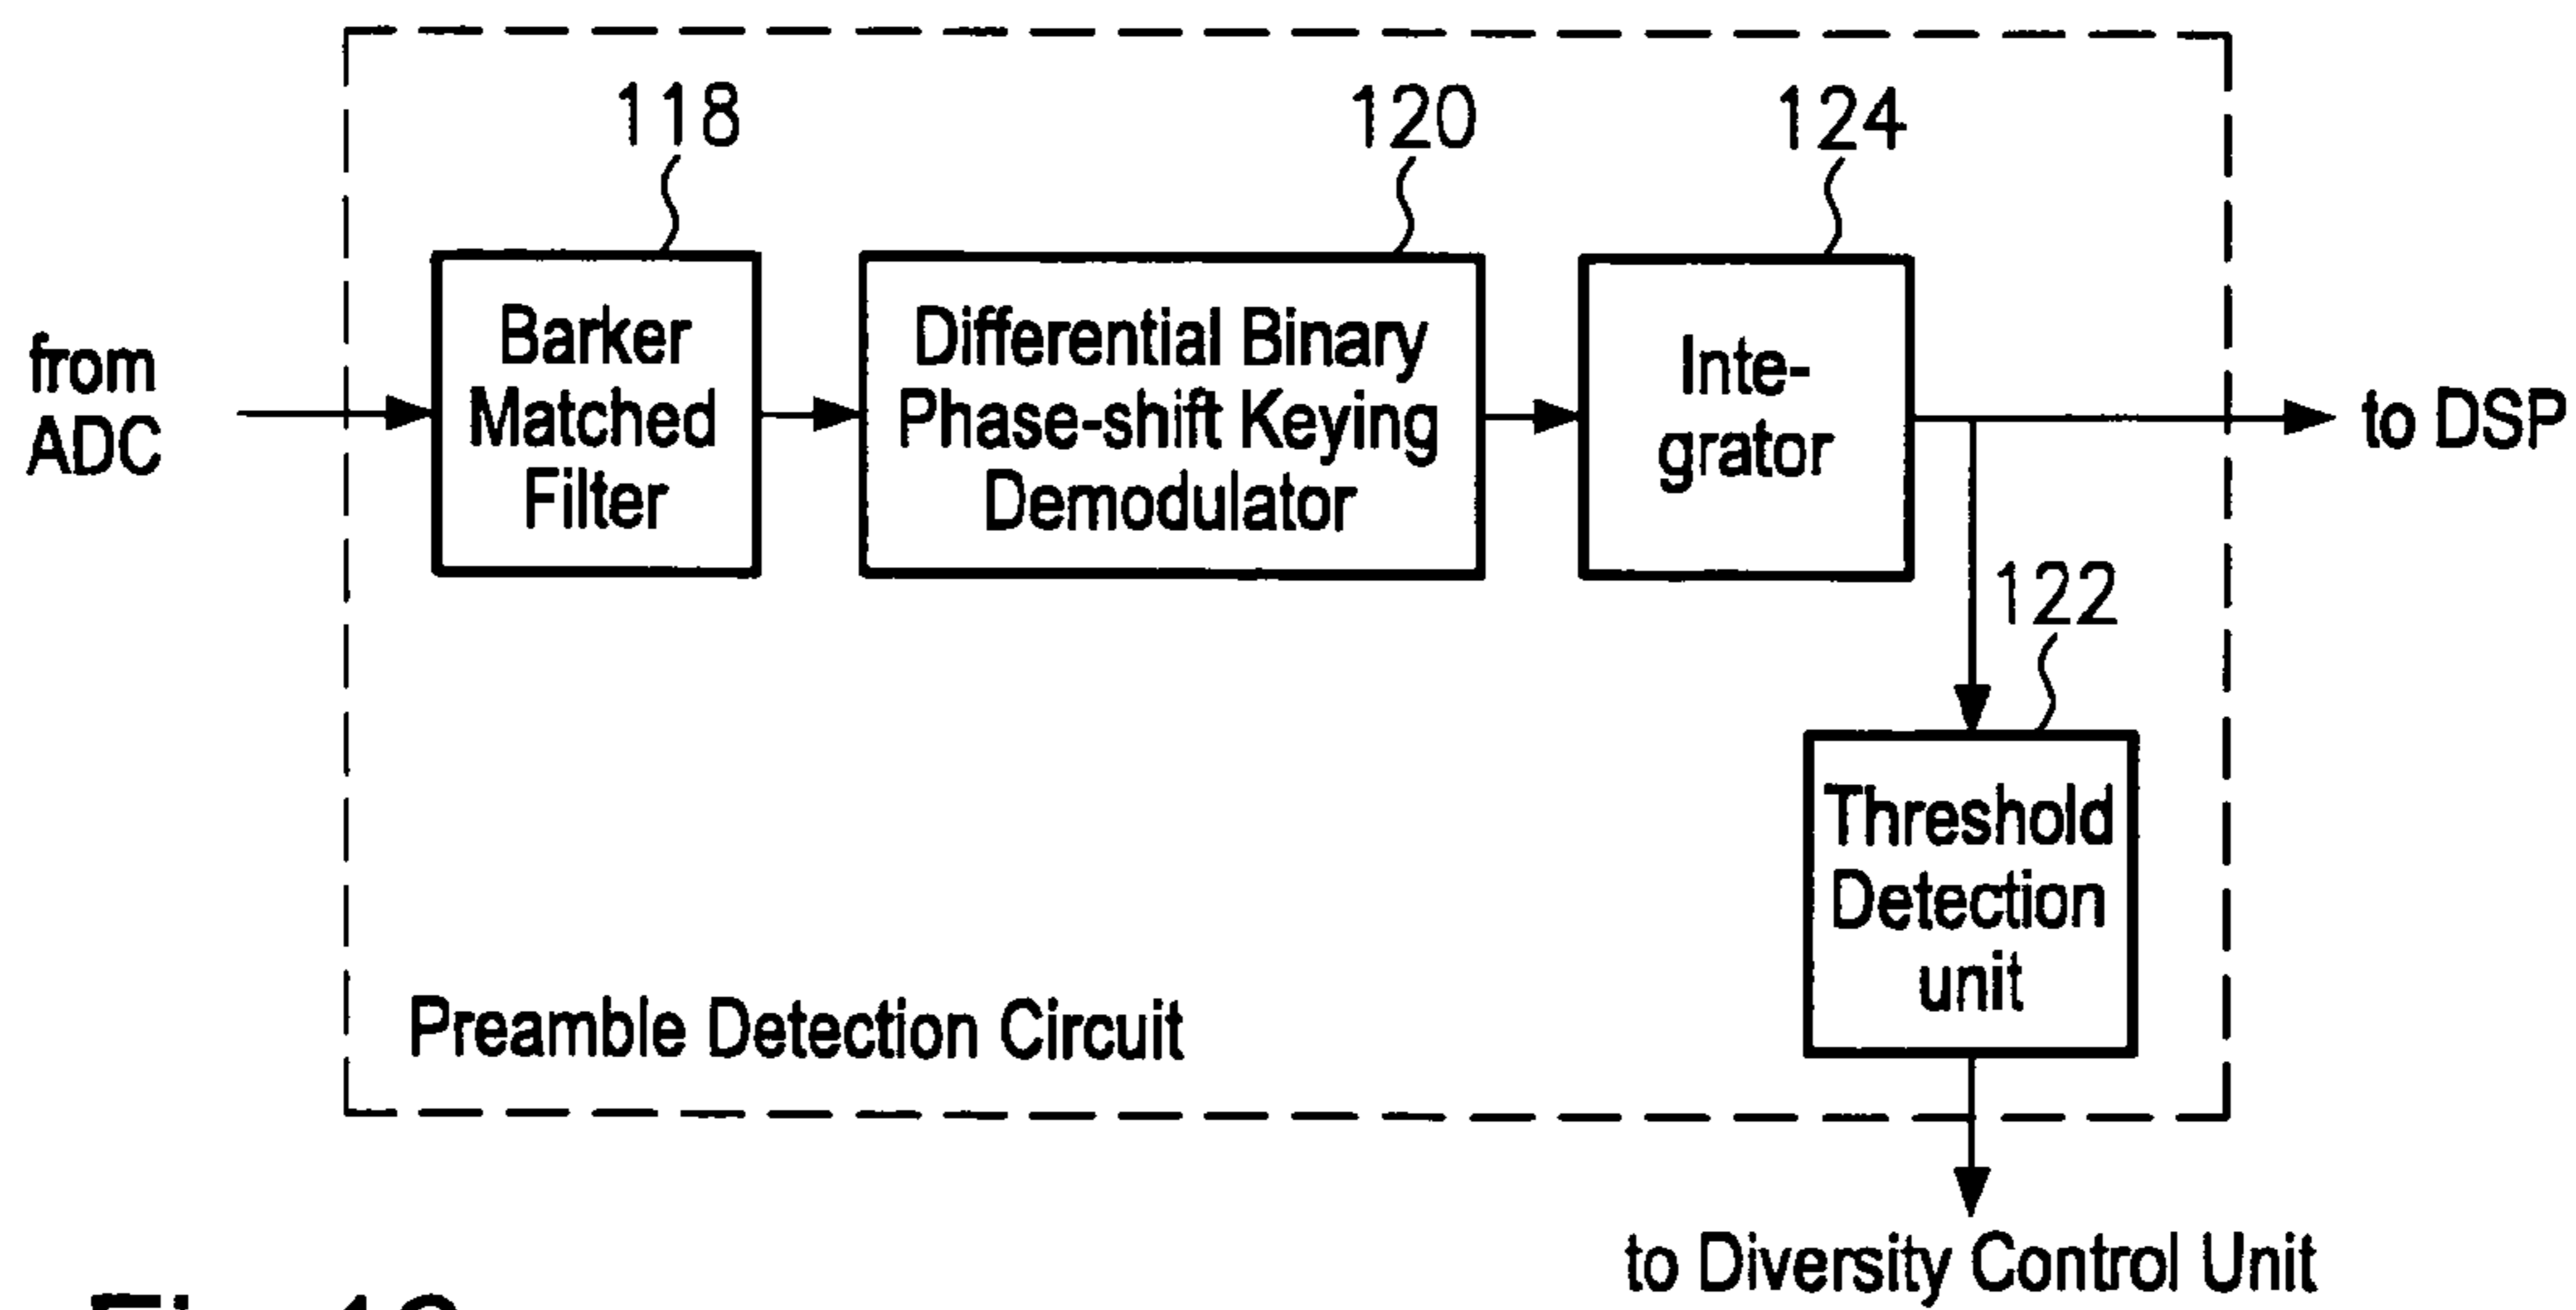 118
120
124
from
ADC
Barker
Matched
Filter
Differential Binary
Phase-shift Keying
Demodulator
Inte-
grator
to DSP
122
Threshold
Detection
unit
Preamble Detection Circuit
to Diversity Control Unit